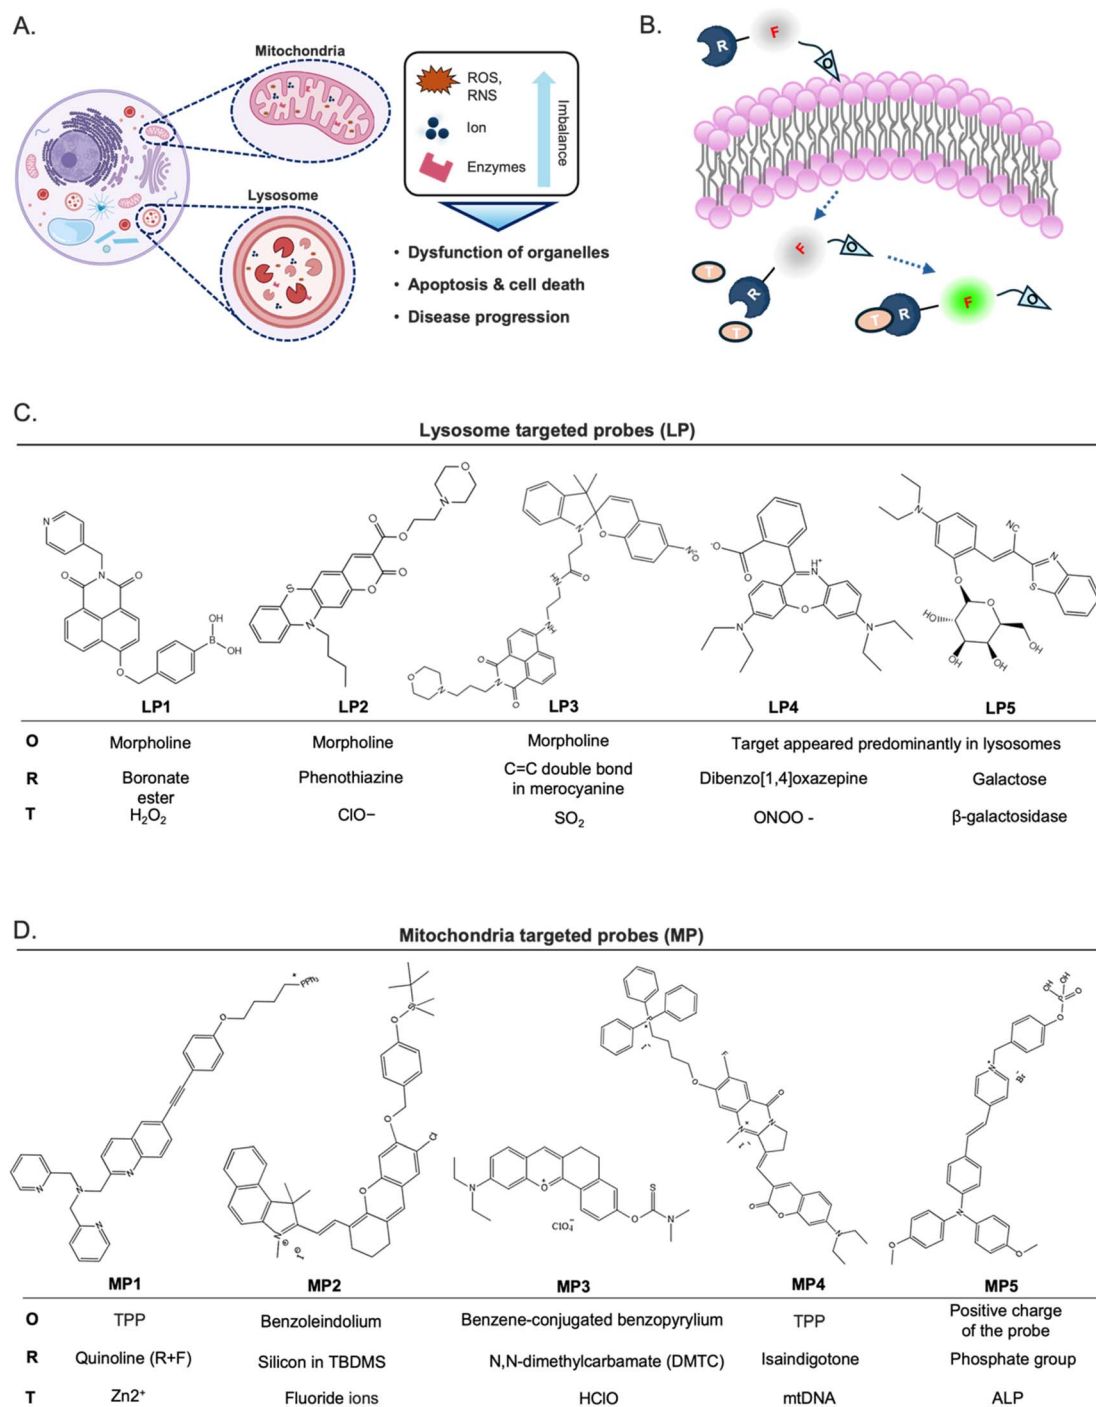 A.
Mitochondria
Lysosome
ROS,
RNS
Ion
Enzymes
Imbalance
• Dysfunction of organelles
• Apoptosis & cell death
• Disease progression
B.
R
F
O
F
O
T
R
T
T
R
F
O
C.
Lysosome targeted probes (LP)
LP1 LP2 LP3 LP4 LP5
O Morpholine Morpholine Morpholine Target appeared predominantly in lysosomes
R Boronate ester Phenothiazine C=C double bond in merocyanine Dibenzo[1,4]oxazepine Galactose
T H₂O₂ ClO− SO₂ ONOO - β-galactosidase
D.
Mitochondria targeted probes (MP)
MP1 MP2 MP3 MP4 MP5
O TPP Benzoleindolium Benzene-conjugated benzopyrylium TPP Positive charge of the probe
R Quinoline (R+F) Silicon in TBDMS N,N-dimethylcarbamate (DMTC) Isaindigotone Phosphate group
T Zn2⁺ Fluoride ions HClO mtDNA ALP